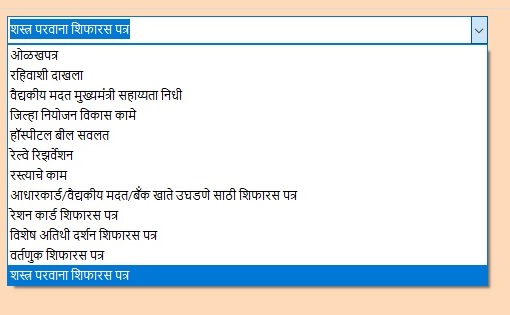 शस्त्र परवाना शिफारस पत्र
ओळखपत्र
रहिवाशी दाखला
वैद्यकीय मदत मुख्यमंत्री सहाय्यता निधी
जिल्हा नियोजन विकास कामे
हॉस्पीटल बील सवलत
रेल्वे रिझर्वेशन
रस्त्याचे काम
आधारकार्ड/वैद्यकीय मदत/बँक खाते उघडणे साठी शिफारस पत्र
रेशन कार्ड शिफारस पत्र
विशेष अतिथी दर्शन शिफारस पत्र
वर्तणुक शिफारस पत्र
शस्त्र परवाना शिफारस पत्र